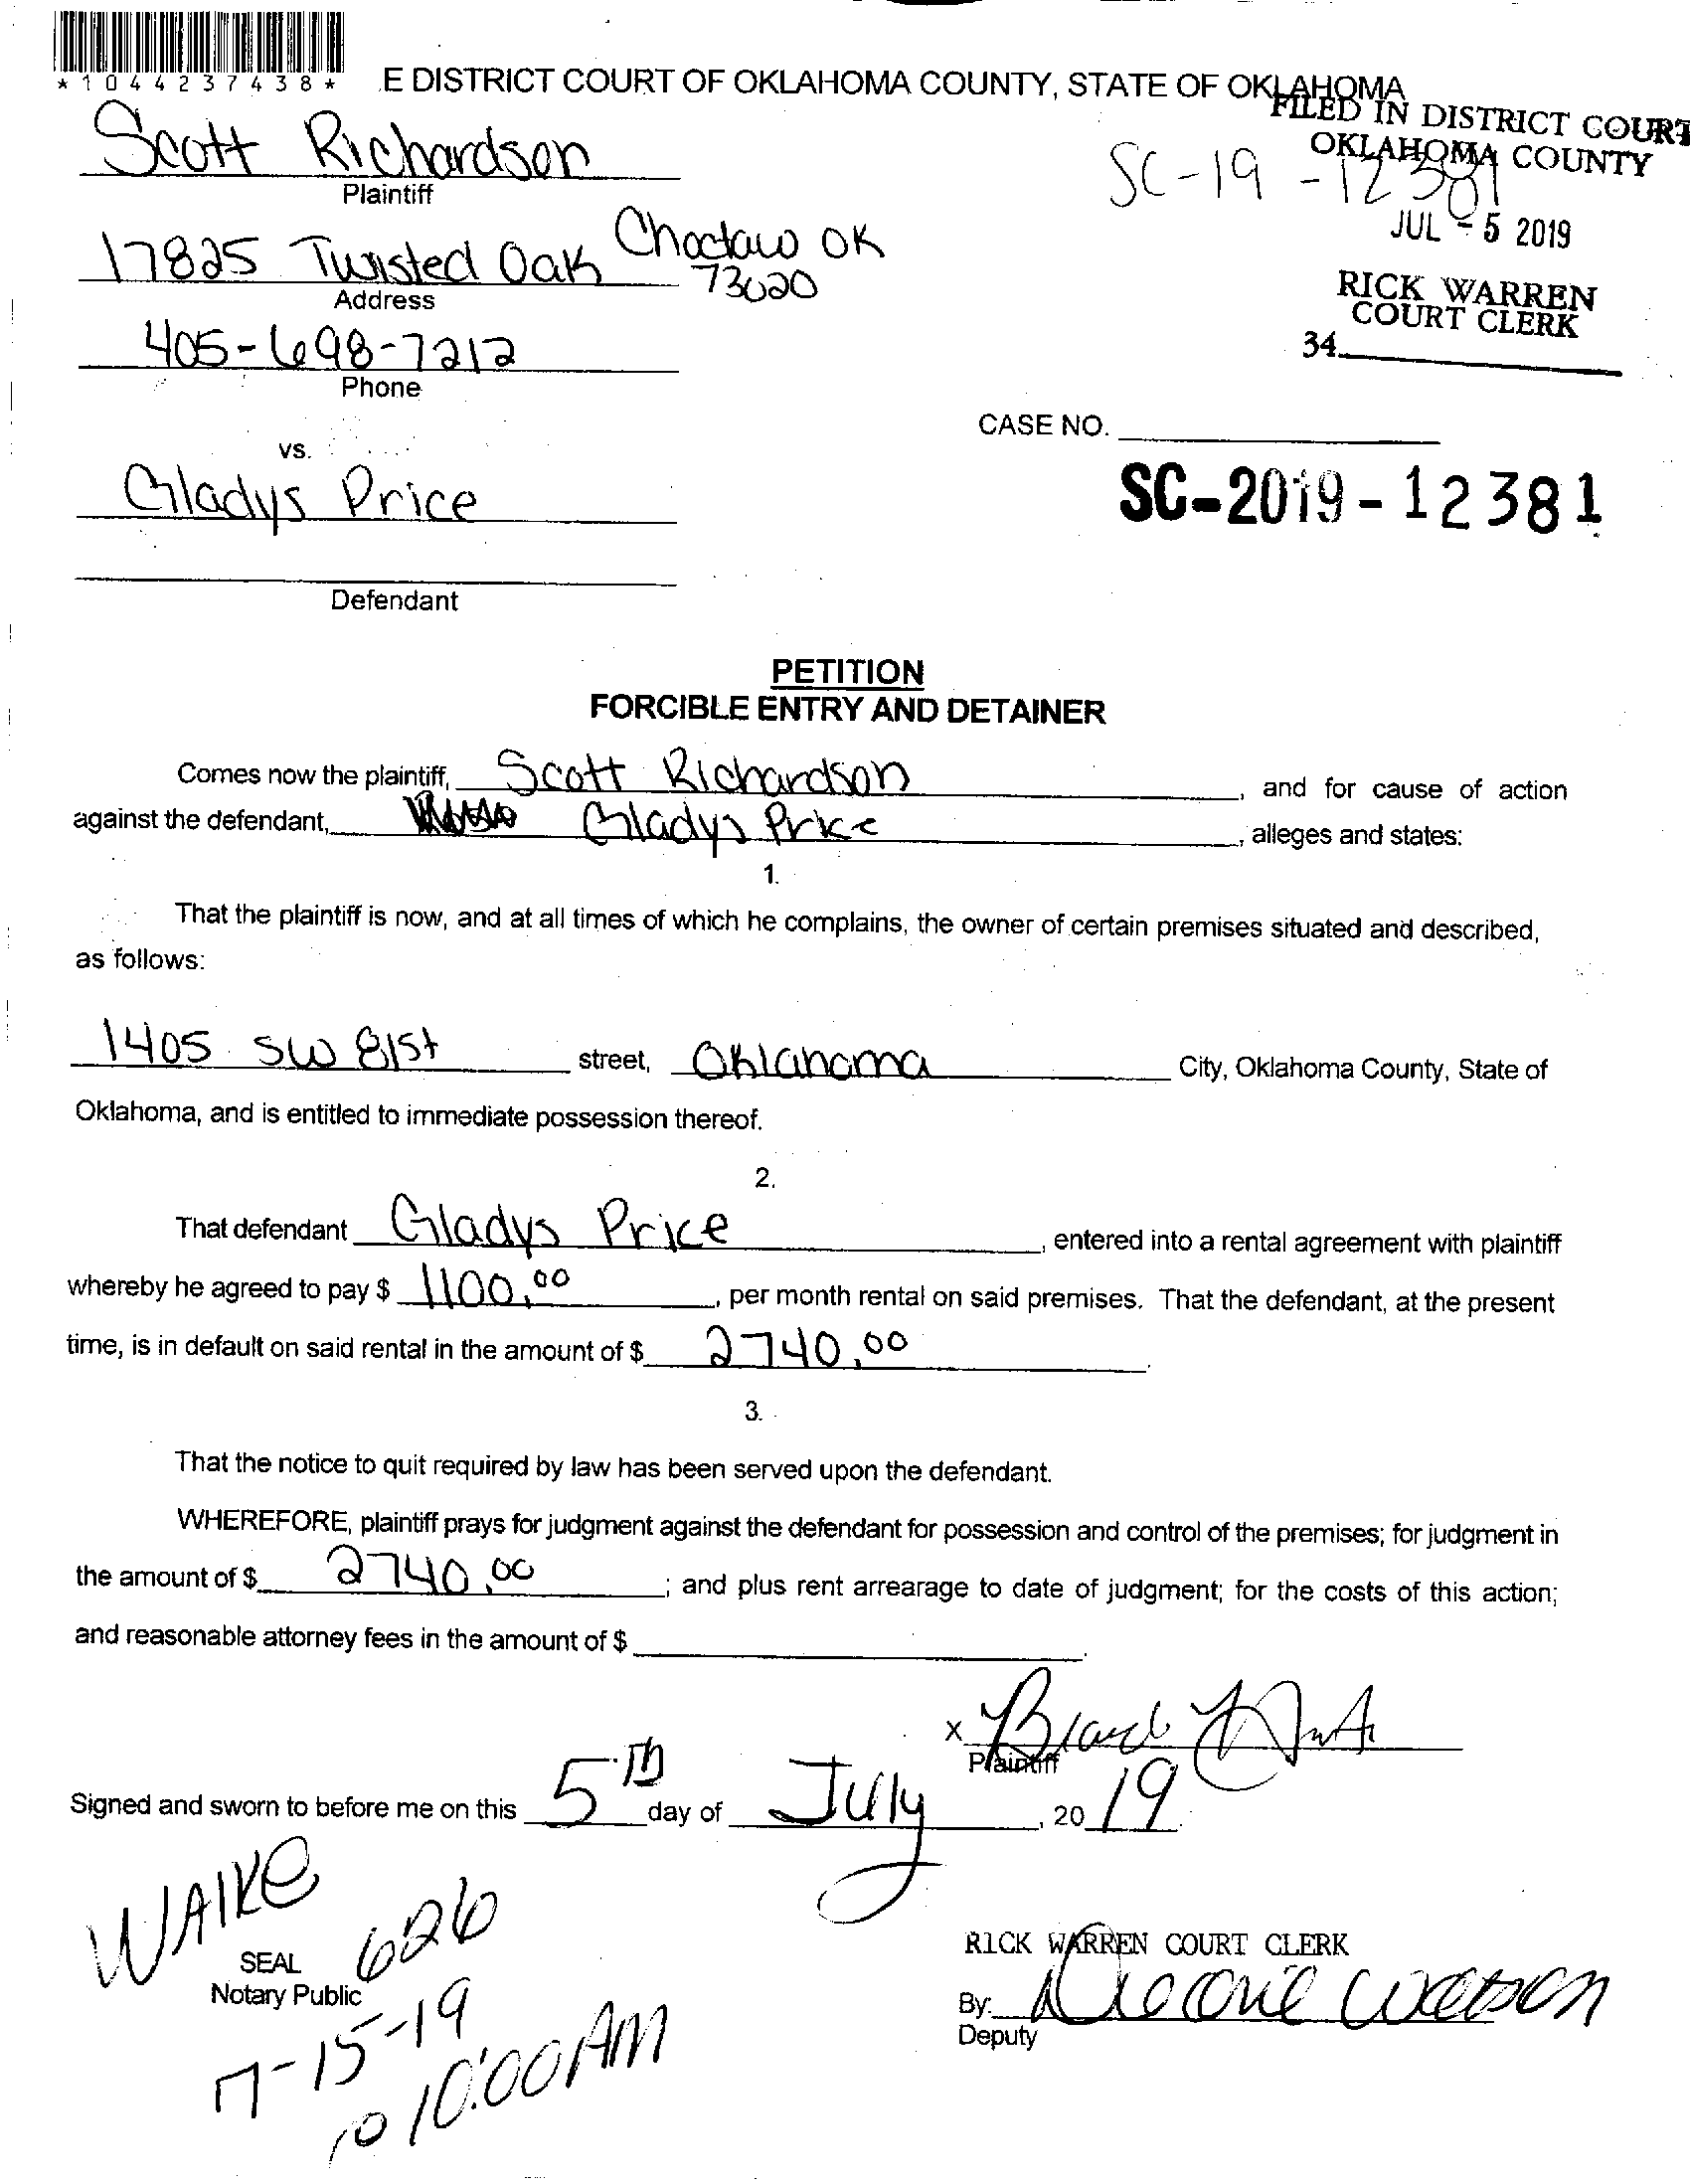 *1044237438*
E DISTRICT COURT OF OKLAHOMA COUNTY, STATE OF OKLAHOMA
FILED IN DISTRICT COURT
OKLAHOMA COUNTY
Scott Richardson
SC-19-12381
Plaintiff
JUL - 5 2019
17825 Twisted Oak Choctaw OK
73020
Address
RICK WARREN
COURT CLERK
405-698-7212
34
Phone
CASE NO.
vs.
Gladys Price
SC-2019-12381
Defendant
PETITION
FORCIBLE ENTRY AND DETAINER
Comes now the plaintiff, Scott Richardson, and for cause of action
against the defendant, Gladys Price, alleges and states:
1.
That the plaintiff is now, and at all times of which he complains, the owner of certain premises situated and described,
as follows:
1405 SW 81st street, Oklahoma City, Oklahoma County, State of
Oklahoma, and is entitled to immediate possession thereof.
2.
That defendant Gladys Price, entered into a rental agreement with plaintiff
whereby he agreed to pay $ 1100.00, per month rental on said premises. That the defendant, at the present
time, is in default on said rental in the amount of $ 2740.00.
3.
That the notice to quit required by law has been served upon the defendant.
WHEREFORE, plaintiff prays for judgment against the defendant for possession and control of the premises; for judgment in
the amount of $ 2740.00; and plus rent arrearage to date of judgment; for the costs of this action;
and reasonable attorney fees in the amount of $
x
Plaintiff
Signed and sworn to before me on this 5th day of July, 2019
WAIKE
626
SEAL
Notary Public
7-15-19
@ 10:00AM
RICK WARREN COURT CLERK
By: Watson
Deputy